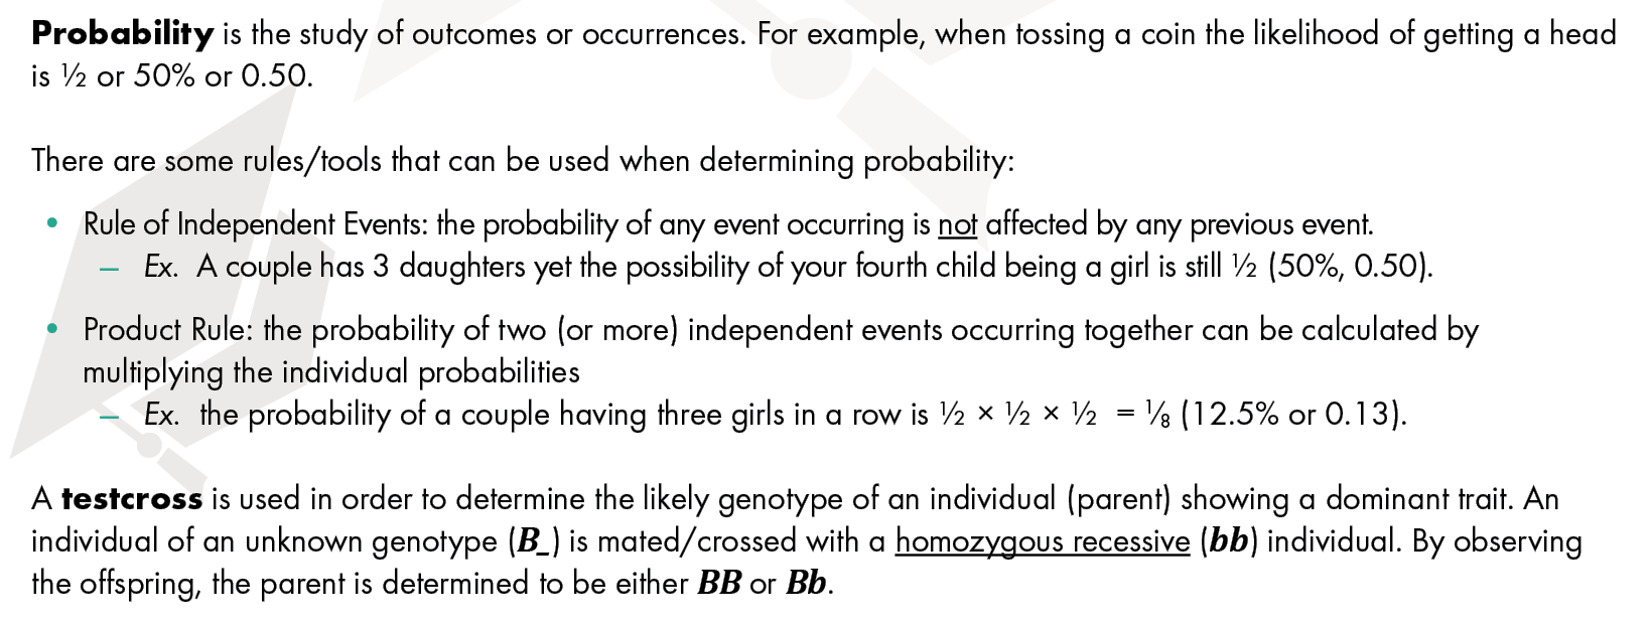 Probability is the study of outcomes or occurrences. For example, when tossing a coin the likelihood of getting a head
is ½ or 50% or 0.50.
There are some rules/tools that can be used when determining probability:
• Rule of Independent Events: the probability of any event occurring is not affected by any previous event.
– Ex. A couple has 3 daughters yet the possibility of your fourth child being a girl is still ½ (50%, 0.50).
• Product Rule: the probability of two (or more) independent events occurring together can be calculated by
multiplying the individual probabilities
– Ex. the probability of a couple having three girls in a row is ½ × ½ × ½ = ⅛ (12.5% or 0.13).
A testcross is used in order to determine the likely genotype of an individual (parent) showing a dominant trait. An
individual of an unknown genotype (B_) is mated/crossed with a homozygous recessive (bb) individual. By observing
the offspring, the parent is determined to be either BB or Bb.